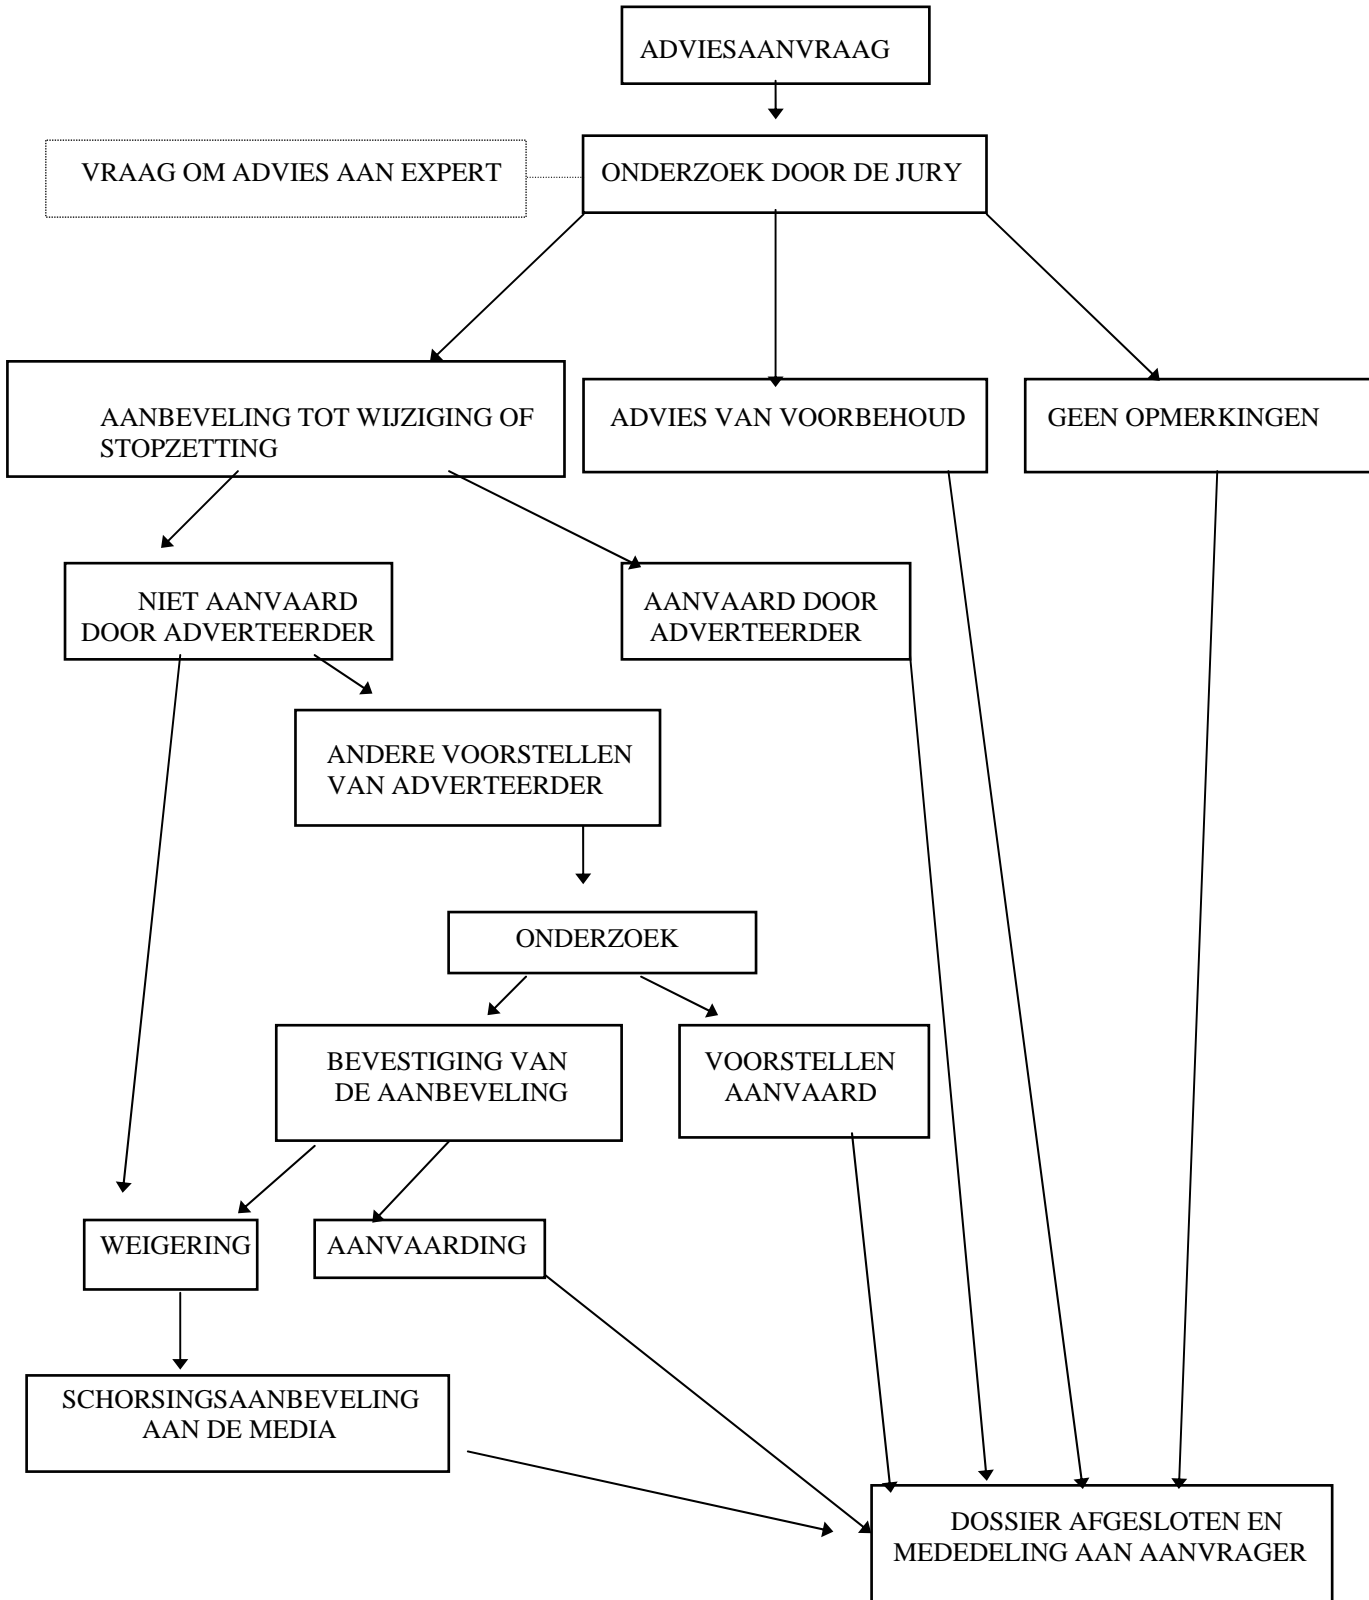 ADVIESAANVRAAG
VRAAG OM ADVIES AAN EXPERT
ONDERZOEK DOOR DE JURY
AANBEVELING TOT WIJZIGING OF
STOPZETTING
ADVIES VAN VOORBEHOUD
GEEN OPMERKINGEN
NIET AANVAARD
DOOR ADVERTEERDER
AANVAARD DOOR
ADVERTEERDER
ANDERE VOORSTELLEN
VAN ADVERTEERDER
ONDERZOEK
BEVESTIGING VAN
DE AANBEVELING
VOORSTELLEN
AANVAARD
WEIGERING
AANVAARDING
SCHORSINGSAANBEVELING
AAN DE MEDIA
DOSSIER AFGESLOTEN EN
MEDEDELING AAN AANVRAGER